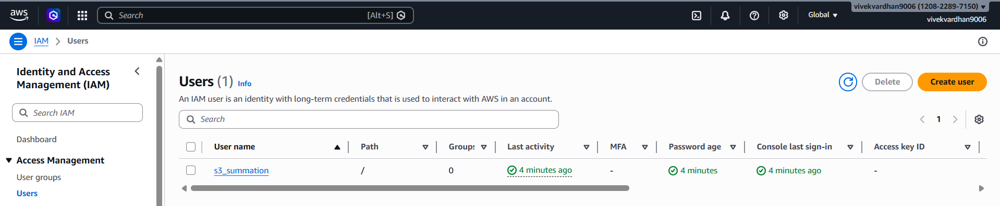 aws
Search
[Alt+S]
Global
vivekvardhan9006 (1208-2289-7150)
vivekvardhan9006
IAM
Users
Identity and Access
Management (IAM)
Search IAM
Dashboard
Access Management
User groups
Users
Users (1) Info
Delete
Create user
An IAM user is an identity with long-term credentials that is used to interact with AWS in an account.
Search
1
User name Path Groups Last activity MFA Password age Console last sign-in Access key ID
s3_summation / 0 4 minutes ago - 4 minutes 4 minutes ago -